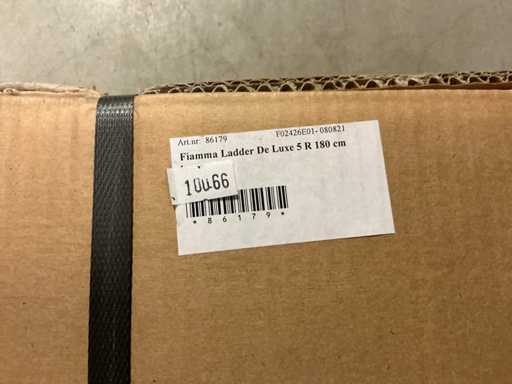 Art.nr: 86179 F02426E01- 080821
Fiamma Ladder De Luxe 5 R 180 cm
10066
*86179*